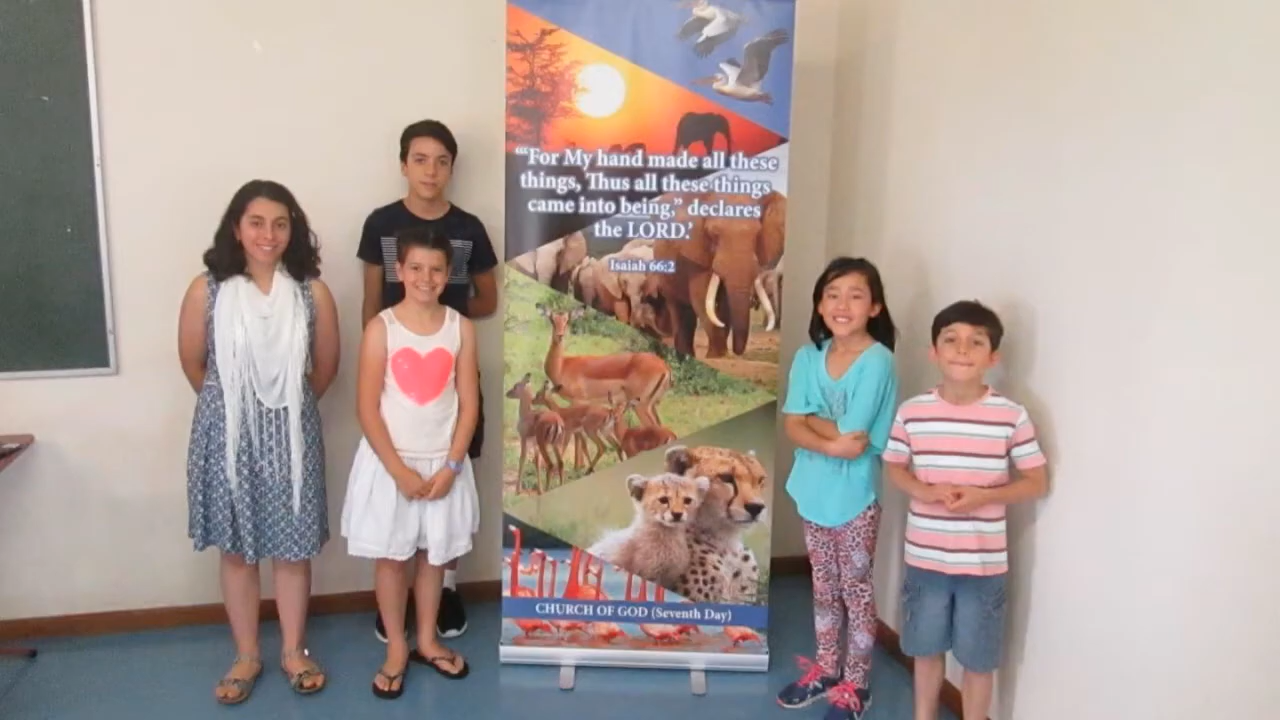 “‘For My hand made all these
things, Thus all these things
came into being,” declares
the LORD.’
Isaiah 66:2
CHURCH OF GOD (Seventh Day)